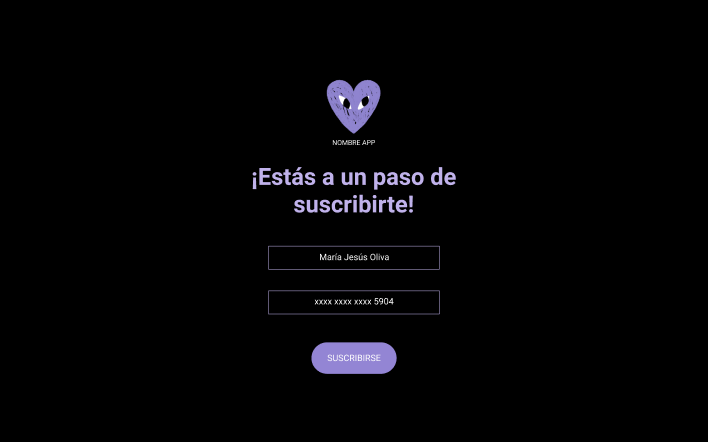 NOMBRE APP
¡Estás a un paso de
suscribirte!
María Jesús Oliva
xxxx xxxx xxxx 5904
SUSCRIBIRSE